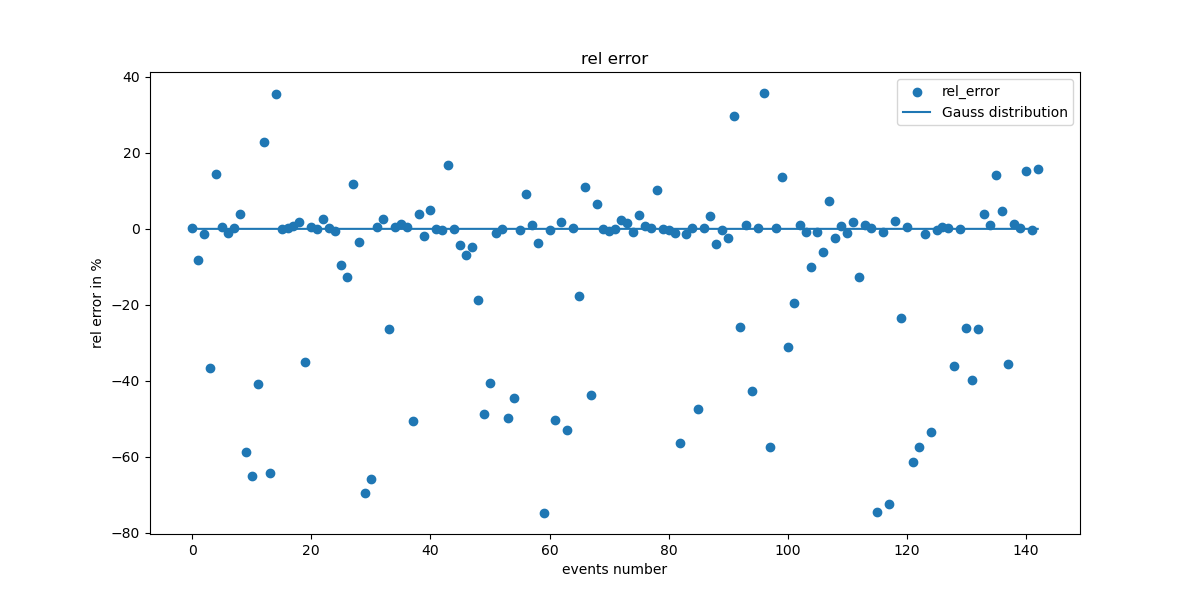 rel error
rel_error
Gauss distribution
rel error in %
40
20
0
−20
−40
−60
−80
0 20 40 60 80 100 120 140
events number